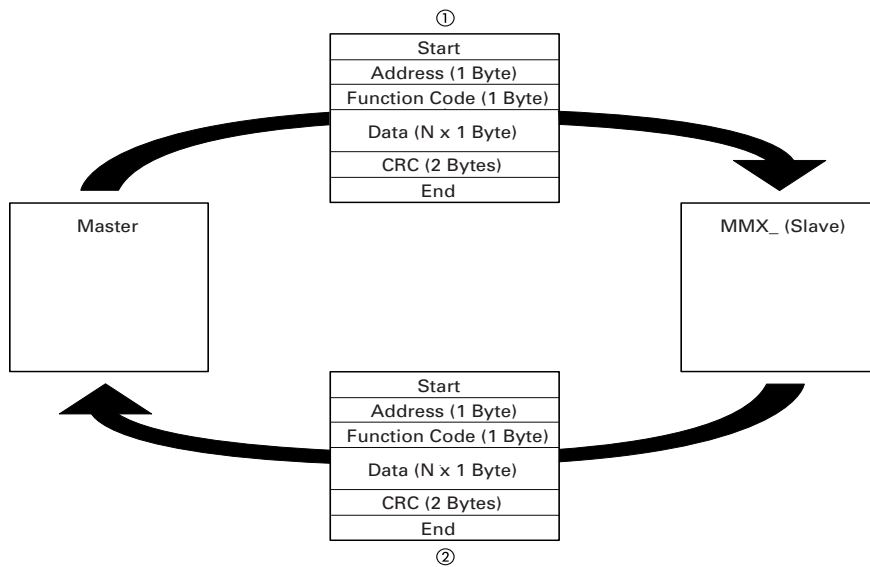 ①
Start
Address (1 Byte)
Function Code (1 Byte)
Data (N x 1 Byte)
CRC (2 Bytes)
End
Master
MMX_ (Slave)
Start
Address (1 Byte)
Function Code (1 Byte)
Data (N x 1 Byte)
CRC (2 Bytes)
End
②